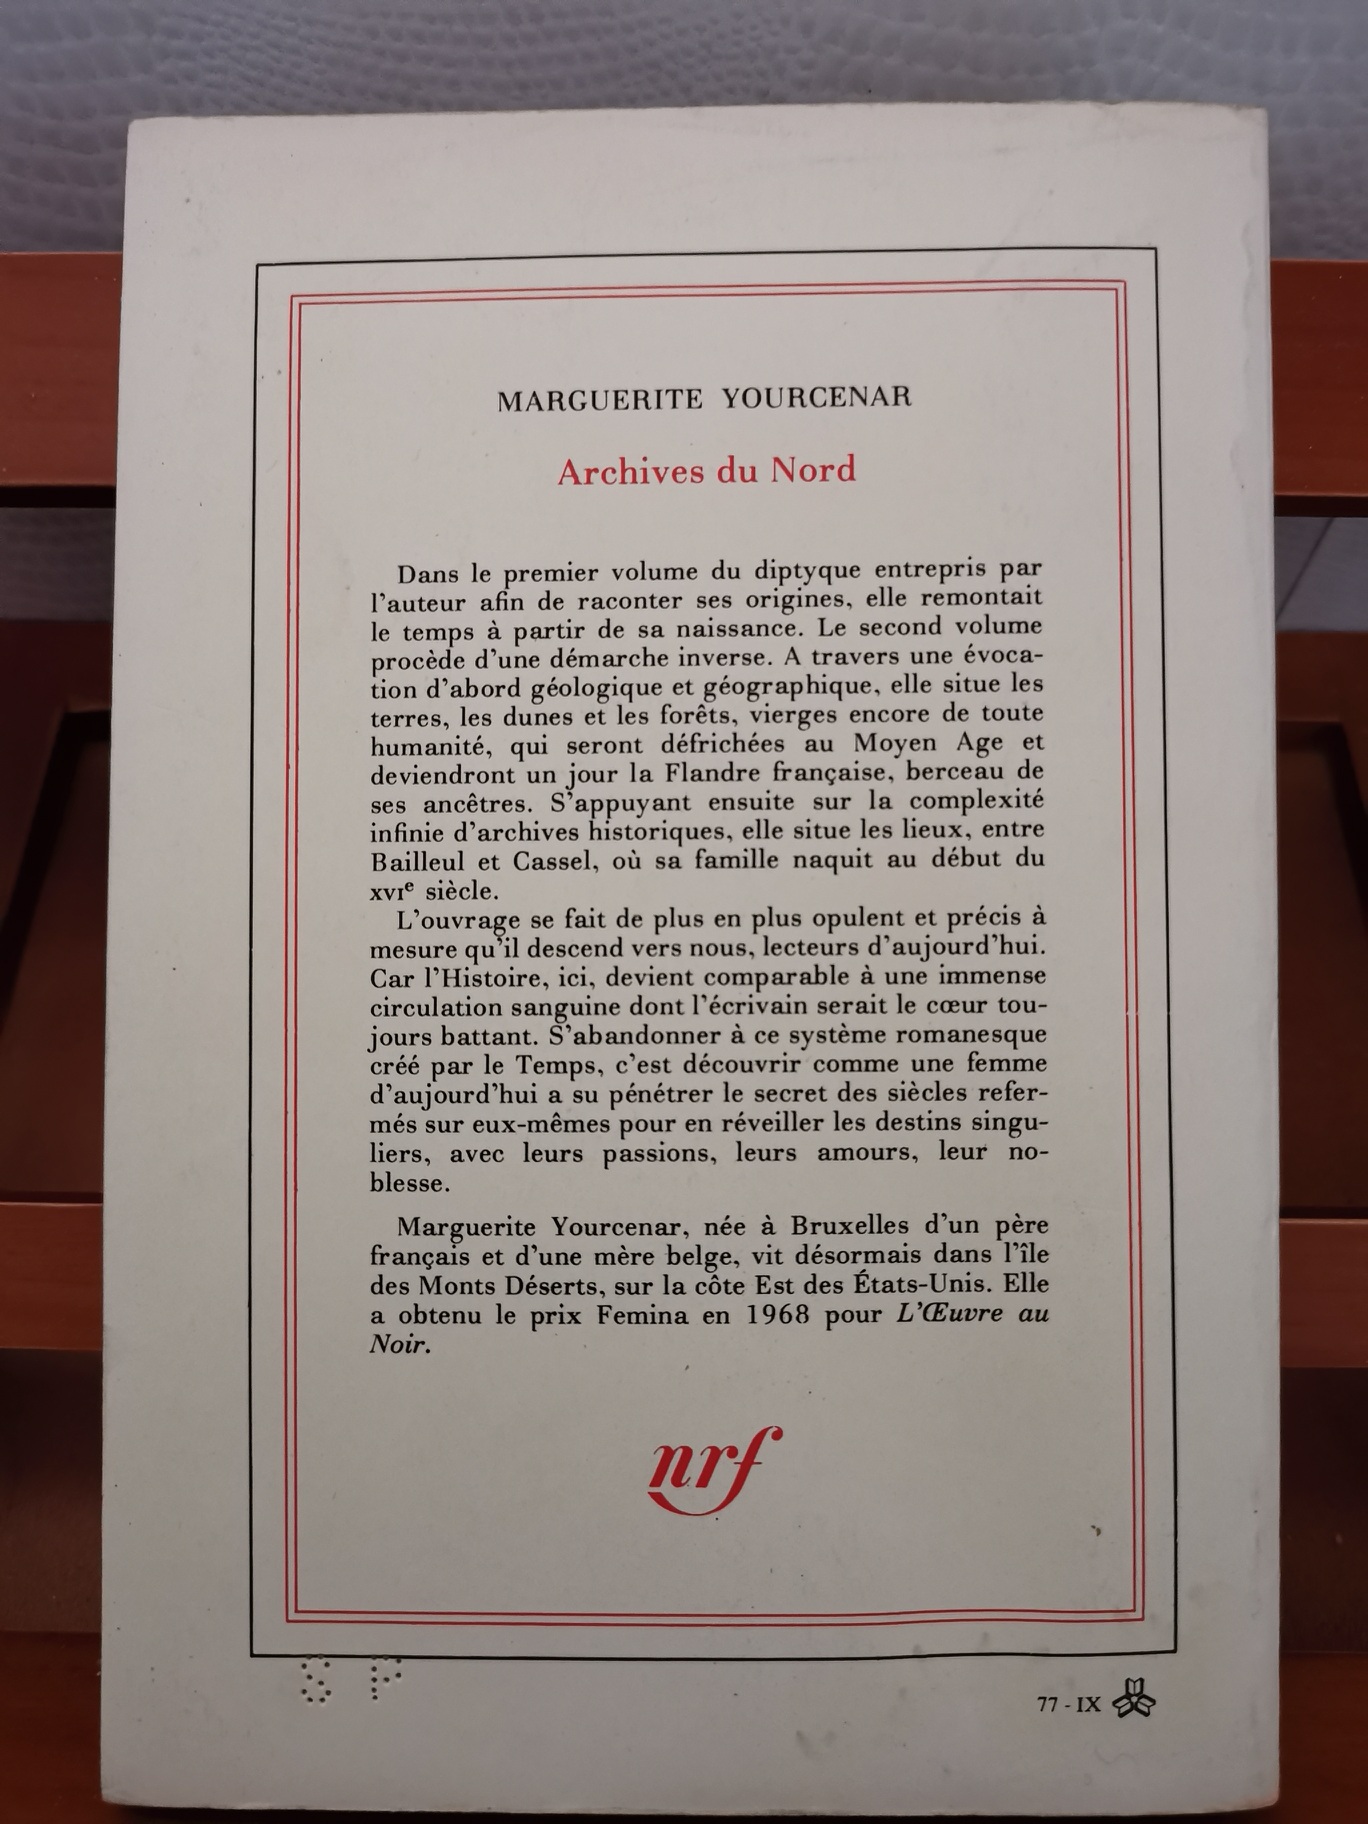 MARGUERITE YOURCENAR
Archives du Nord
Dans le premier volume du diptyque entrepris par
l'auteur afin de raconter ses origines, elle remontait
le temps à partir de sa naissance. Le second volume
procède d'une démarche inverse. A travers une évoca-
tion d'abord géologique et géographique, elle situe les
terres, les dunes et les forêts, vierges encore de toute
humanité, qui seront défrichées au Moyen Age et
deviendront un jour la Flandre française, berceau de
ses ancêtres. S'appuyant ensuite sur la complexité
infinie d'archives historiques, elle situe les lieux, entre
Bailleul et Cassel, où sa famille naquit au début du
XVIe siècle.
L'ouvrage se fait de plus en plus opulent et précis à
mesure qu'il descend vers nous, lecteurs d'aujourd'hui.
Car l'Histoire, ici, devient comparable à une immense
circulation sanguine dont l'écrivain serait le cœur tou-
jours battant. S'abandonner à ce système romanesque
créé par le Temps, c'est découvrir comme une femme
d'aujourd'hui a su pénétrer le secret des siècles refer-
més sur eux-mêmes pour en réveiller les destins singu-
liers, avec leurs passions, leurs amours, leur no-
blesse.
Marguerite Yourcenar, née à Bruxelles d'un père
français et d'une mère belge, vit désormais dans l'île
des Monts Déserts, sur la côte Est des États-Unis. Elle
a obtenu le prix Femina en 1968 pour L'Œuvre au
Noir.
nrf
S P
77 - IX